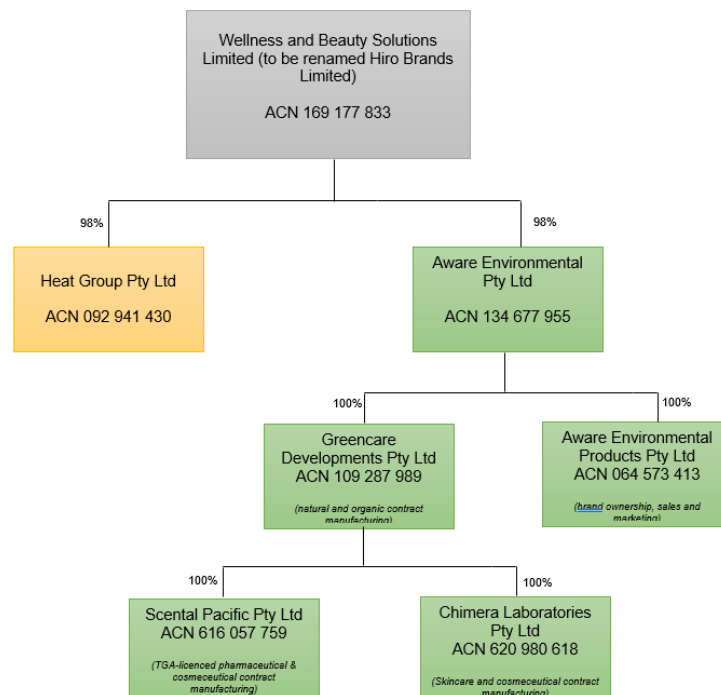 Wellness and Beauty Solutions
Limited (to be renamed Hiro Brands
Limited)
ACN 169 177 833
98%
98%
Heat Group Pty Ltd
ACN 092 941 430
Aware Environmental
Pty Ltd
ACN 134 677 955
100%
100%
Greencare
Developments Pty Ltd
ACN 109 287 989
(natural and organic contract
manufacturing)
Aware Environmental
Products Pty Ltd
ACN 064 573 413
(brand ownership, sales and
marketing)
100%
100%
Scental Pacific Pty Ltd
ACN 616 057 759
(TGA-licenced pharmaceutical &
cosmeceutical contract
manufacturing)
Chimera Laboratories
Pty Ltd
ACN 620 980 618
(Skincare and cosmeceutical contract
manufacturing)